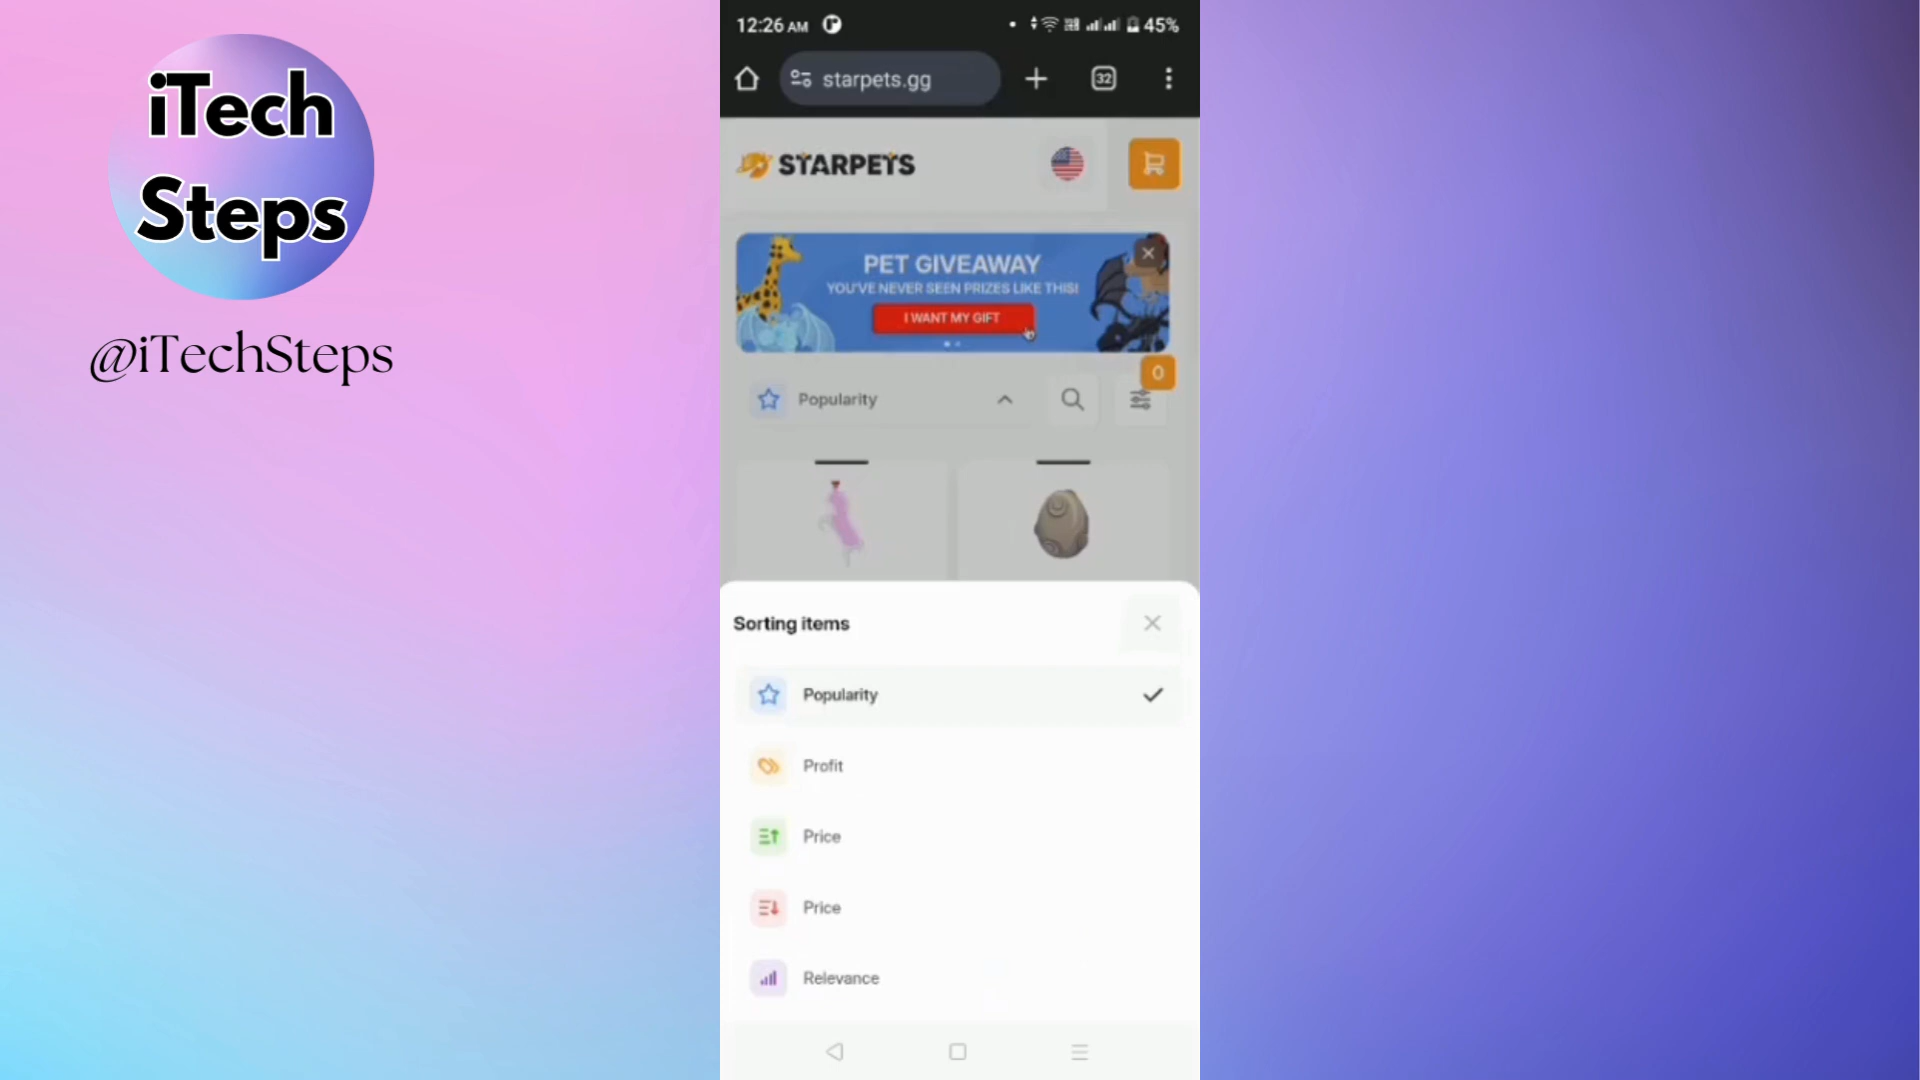 iTech
Steps
@iTechSteps
12:26 AM
45%
starpets.gg
32
STARPETS
PET GIVEAWAY
YOU'VE NEVER SEEN PRIZES LIKE THIS!
I WANT MY GIFT
0
Popularity
Sorting items
Popularity
Profit
Price
Price
Relevance